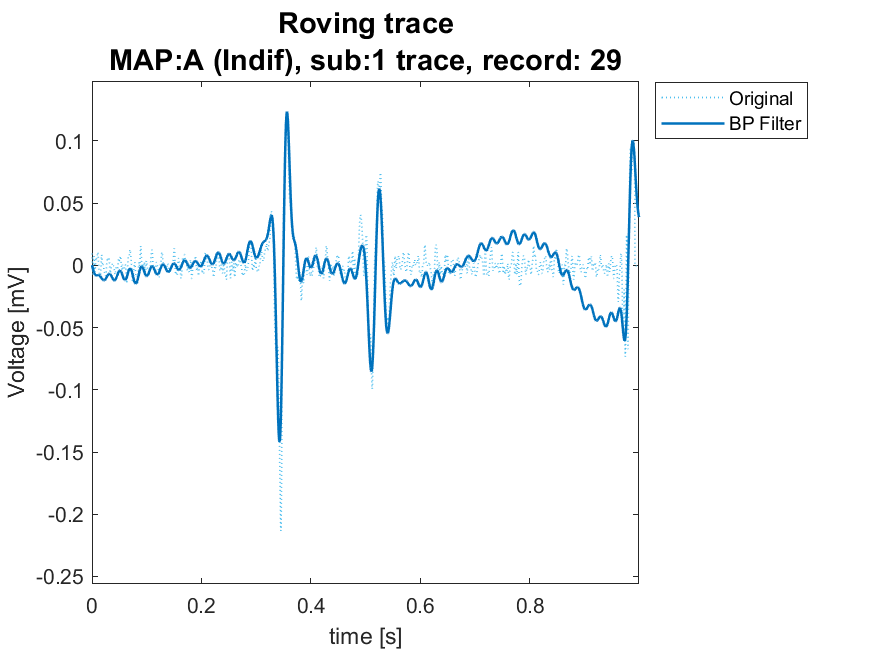 Roving trace
MAP:A (Indif), sub:1 trace, record: 29
Original
BP Filter
0.1
0.05
0
-0.05
-0.1
-0.15
-0.2
-0.25
Voltage [mV]
0 0.2 0.4 0.6 0.8
time [s]